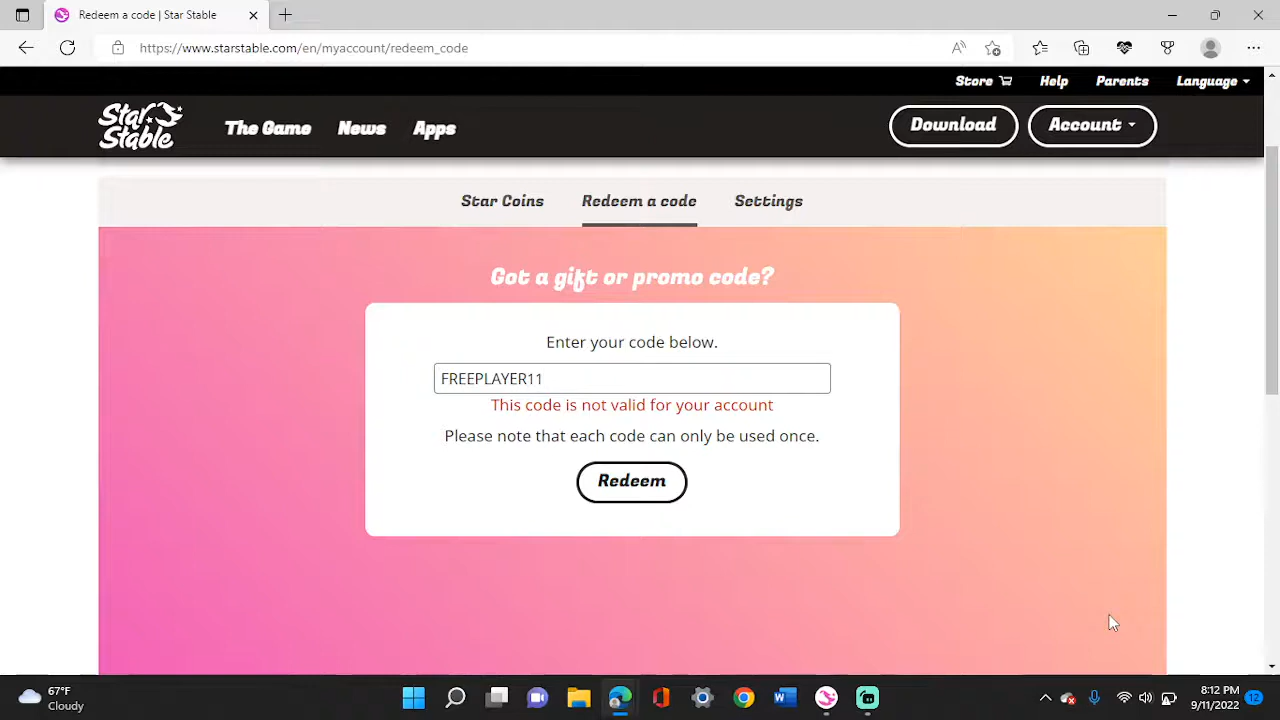 Redeem a code | Star Stable
https://www.starstable.com/en/myaccount/redeem_code
Store Help Parents Language
Star Stable
The Game News Apps
Download Account
Star Coins Redeem a code Settings
Got a gift or promo code?
Enter your code below.
FREEPLAYER11
This code is not valid for your account
Please note that each code can only be used once.
Redeem
67°F
Cloudy
8:12 PM
9/11/2022
12